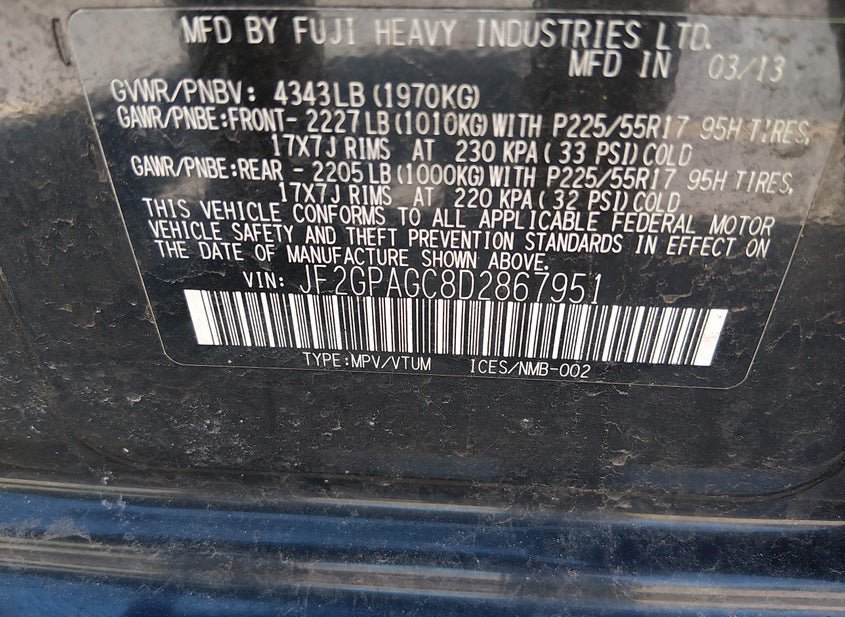 MFD BY FUJI HEAVY INDUSTRIES LTD.
MFD IN 03/13
GVWR/PNBV: 4343LB (1970KG)
GAWR/PNBE:FRONT- 2227LB(1010KG)WITH P225/55R17 95H TIRES,
17X7J RIMS AT 230 KPA(33 PSI)COLD
GAWR/PNBE:REAR - 2205LB(1000KG)WITH P225/55R17 95H TIRES,
17X7J RIMS AT 220 KPA(32 PSI)COLD
THIS VEHICLE CONFORMS TO ALL APPLICABLE FEDERAL MOTOR
VEHICLE SAFETY AND THEFT PREVENTION STANDARDS IN EFFECT ON
THE DATE OF MANUFACTURE SHOWN ABOVE.
VIN: JF2GPAGC8D2867951
TYPE:MPV/VTUM ICES/NMB-002